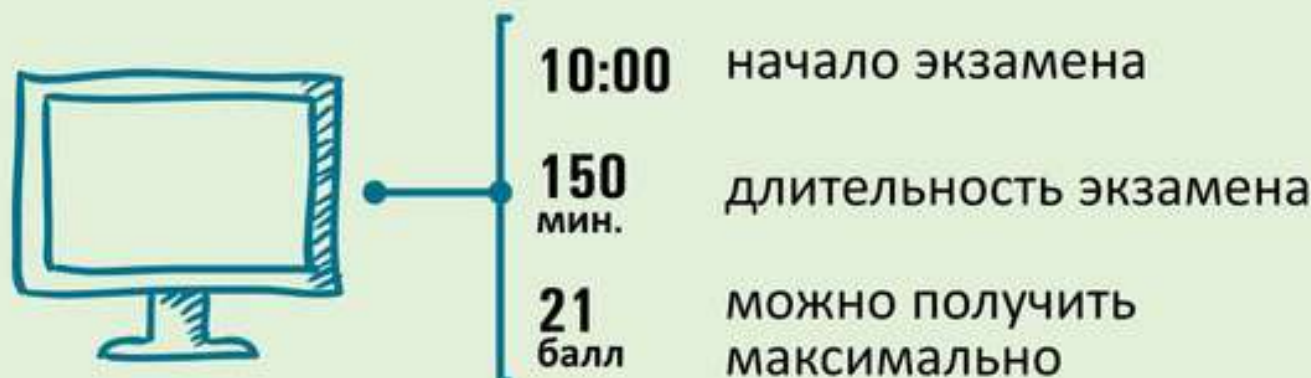 10:00 начало экзамена
150
мин. длительность экзамена
21
балл
можно получить
максимально